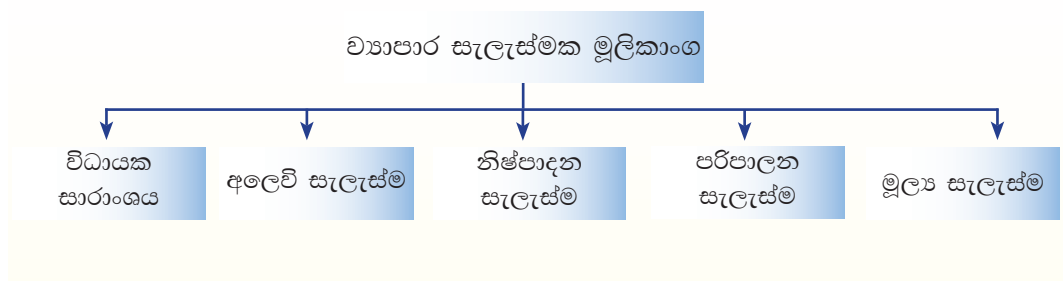 ව්‍යාපාර සැලැස්මක මූලිකාංග
විධායක
සාරාංශය
අලෙවි සැලැස්ම
නිෂ්පාදන
සැලැස්ම
පරිපාලන
සැලැස්ම
මූල්‍ය සැලැස්ම